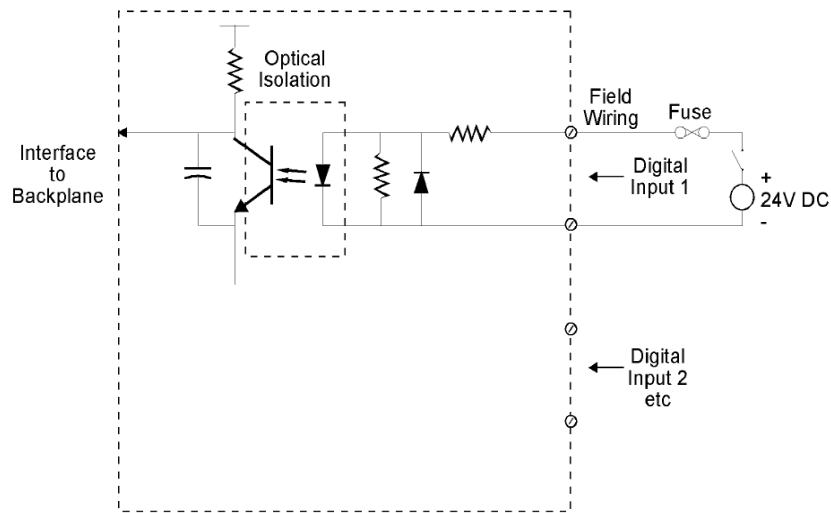 Optical
Isolation
Field
Wiring
Fuse
Interface
to
Backplane
Digital
Input 1
+
24V DC
-
Digital
Input 2
etc